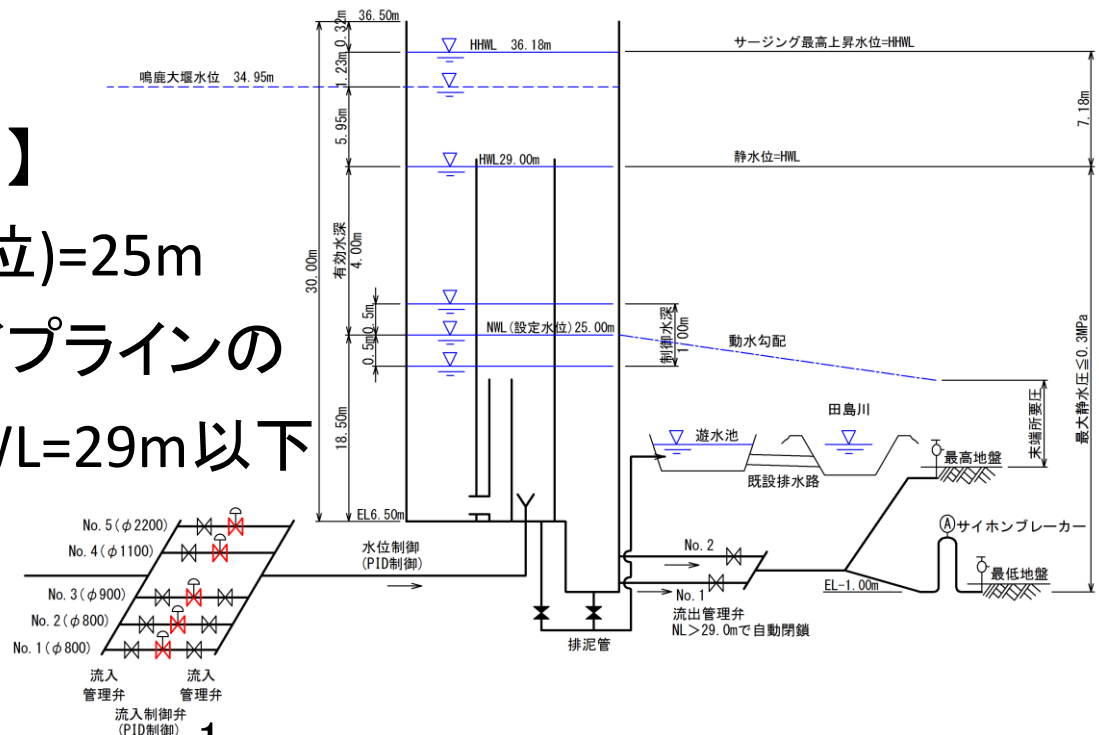 36.50m
0.32m
HHWL 36.18m
サージング最高上昇水位=HHWL
1.23m
鳴鹿大堰水位 34.95m
5.95m
7.18m
】
HWL29.00m
静水位=HWL
位)=25m
有効水深
4.00m
30.00m
プラインの
0.5m
NWL(設定水位)25.00m
制御水深
1.00m
動水勾配
0.5m
最大静水圧≦0.3MPa
WL=29m以下
18.50m
田島川
末端所要圧
遊水池
最高地盤
既設排水路
EL6.50m
No.5(φ2200)
No.4(φ1100)
Ⓐサイホンブレーカー
水位制御
(PID制御)
No.2
No.3(φ900)
EL-1.00m
最低地盤
No.2(φ800)
No.1
流出管理弁
NL>29.0mで自動閉鎖
No.1(φ800)
排泥管
流入
管理弁
流入
管理弁
流入制御弁
(PID制御)
1